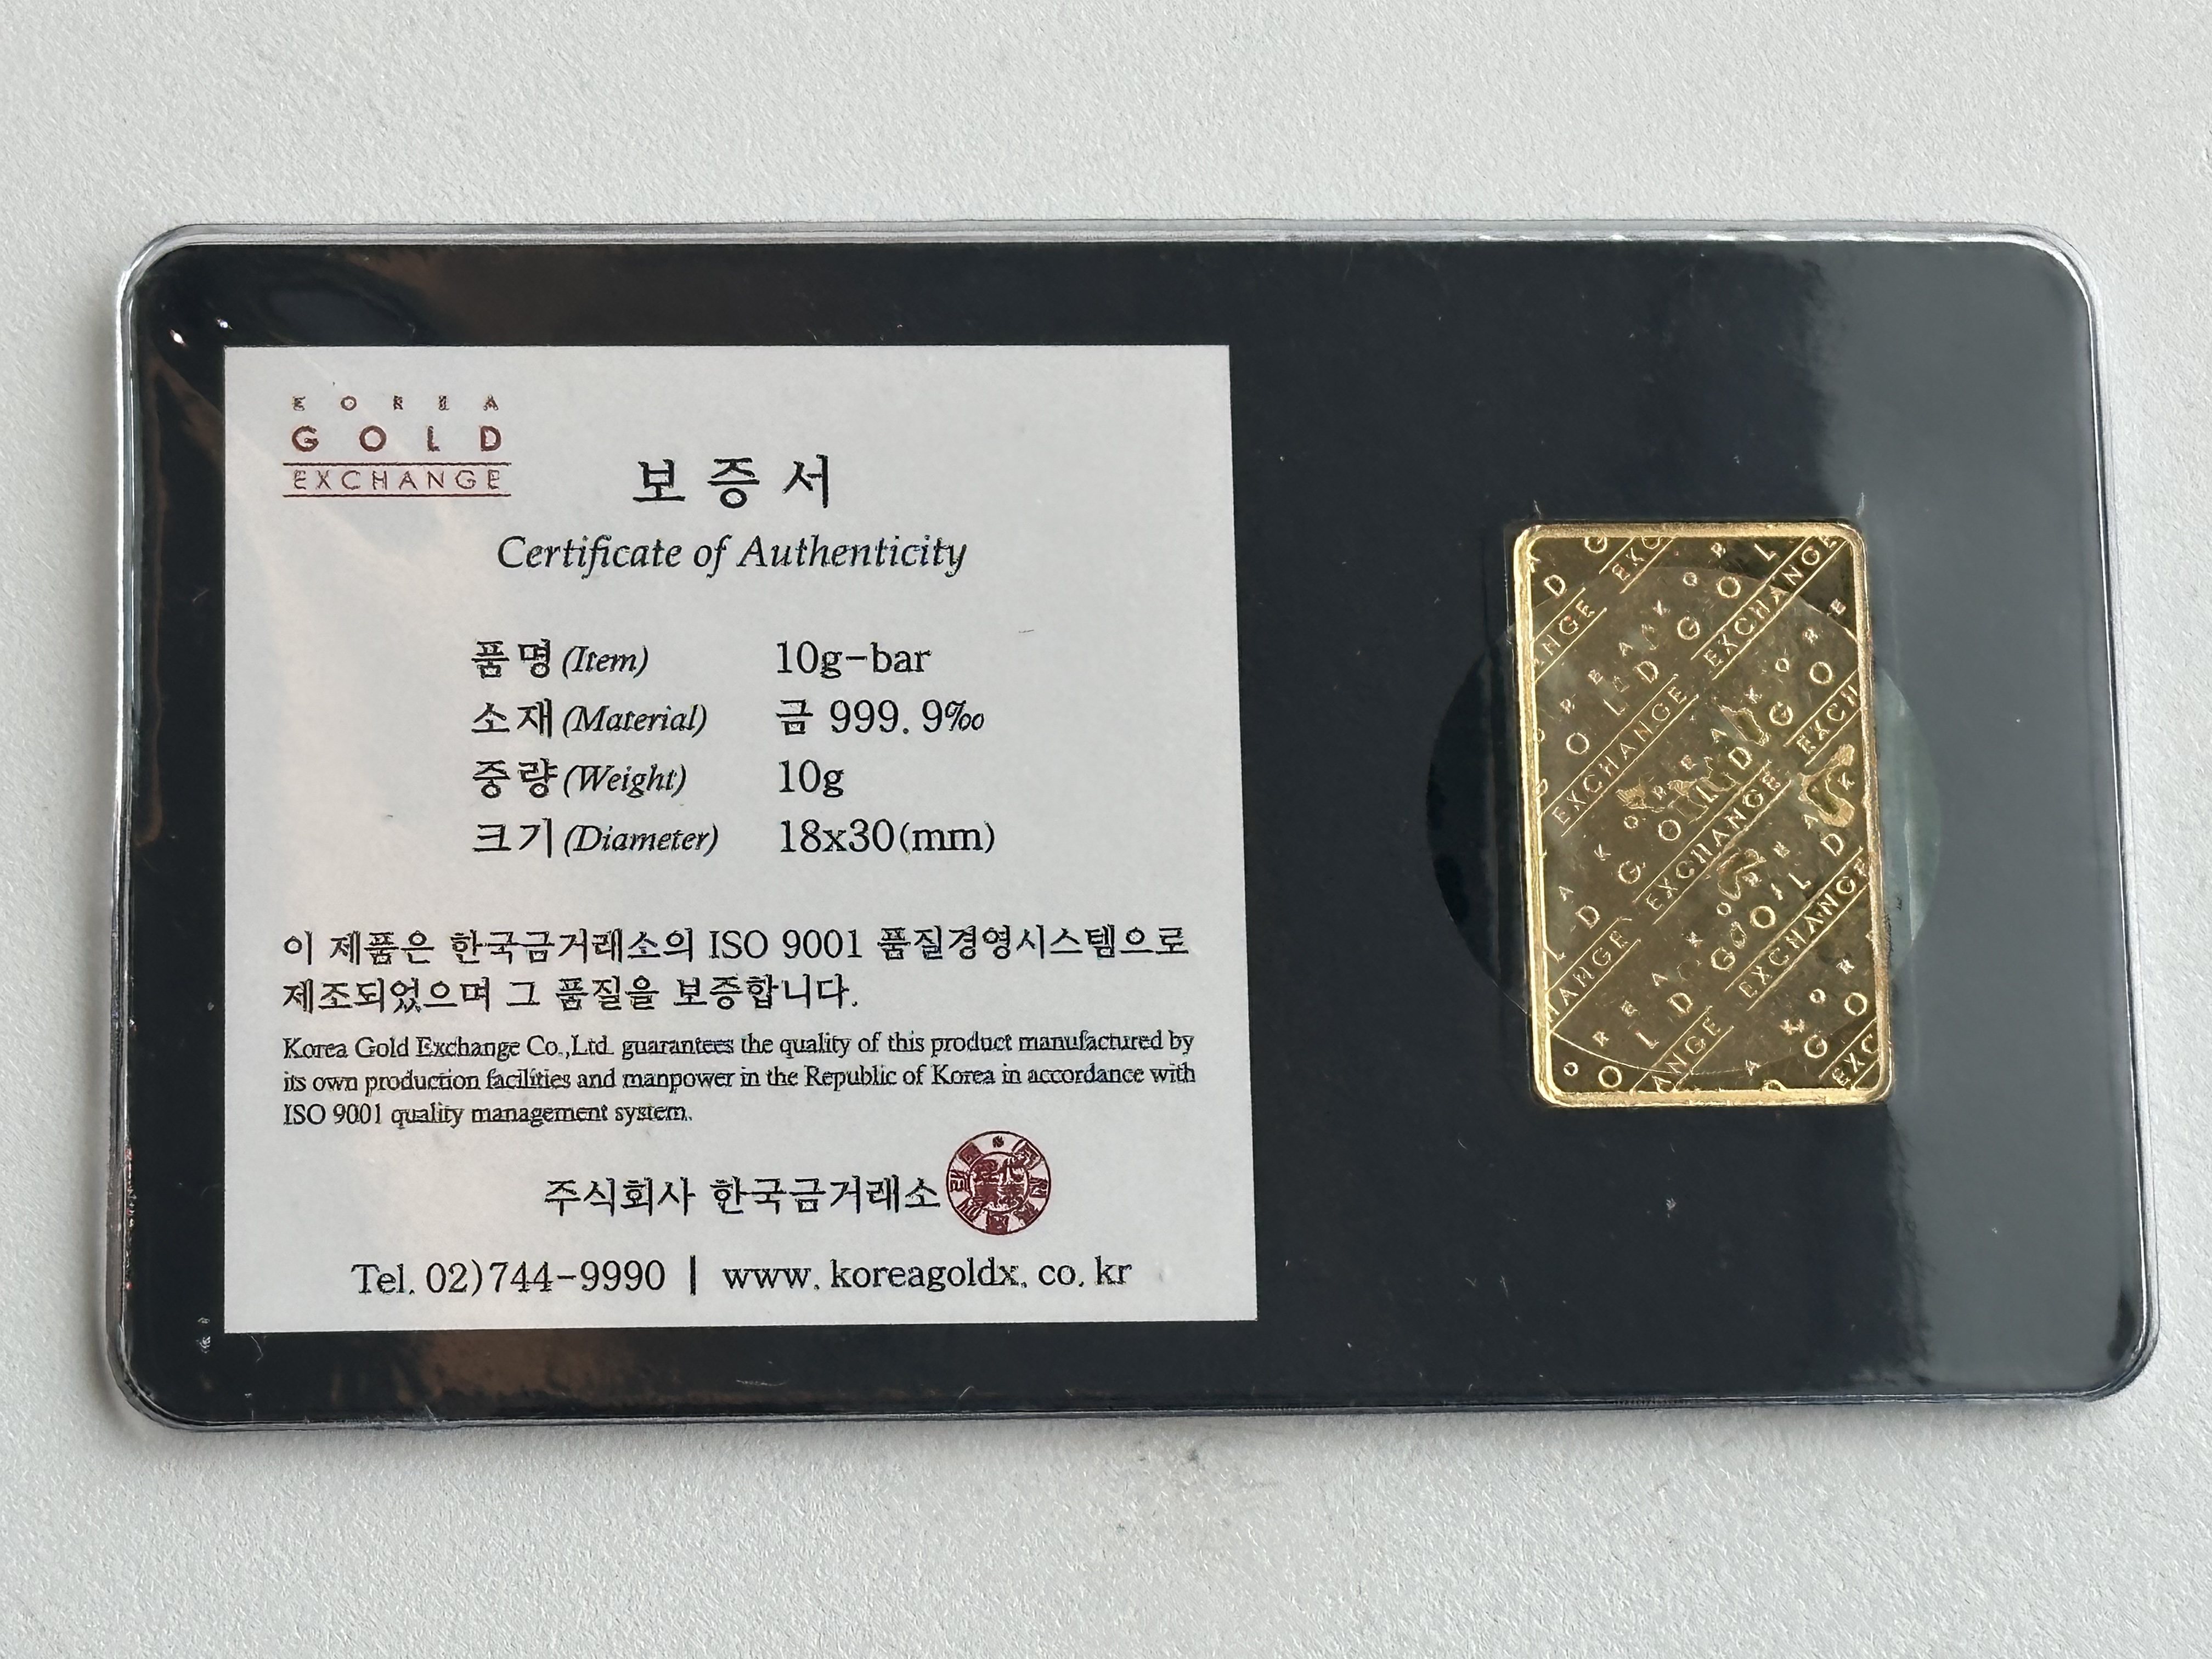 KOREA
GOLD
EXCHANGE
보증서
Certificate of Authenticity
품명(Item) 10g-bar
소재(Material) 금 999.9‰
중량(Weight) 10g
크기(Diameter) 18x30(mm)
이 제품은 한국금거래소의 ISO 9001 품질경영시스템으로
제조되었으며 그 품질을 보증합니다.
Korea Gold Exchange Co.,Ltd. guarantees the quality of this product manufactured by
its own production facilities and manpower in the Republic of Korea in accordance with
ISO 9001 quality management system.
주식회사 한국금거래소
Tel. 02)744-9990 | www.koreagoldx.co.kr
KOREA
GOLD
EXCHANGE